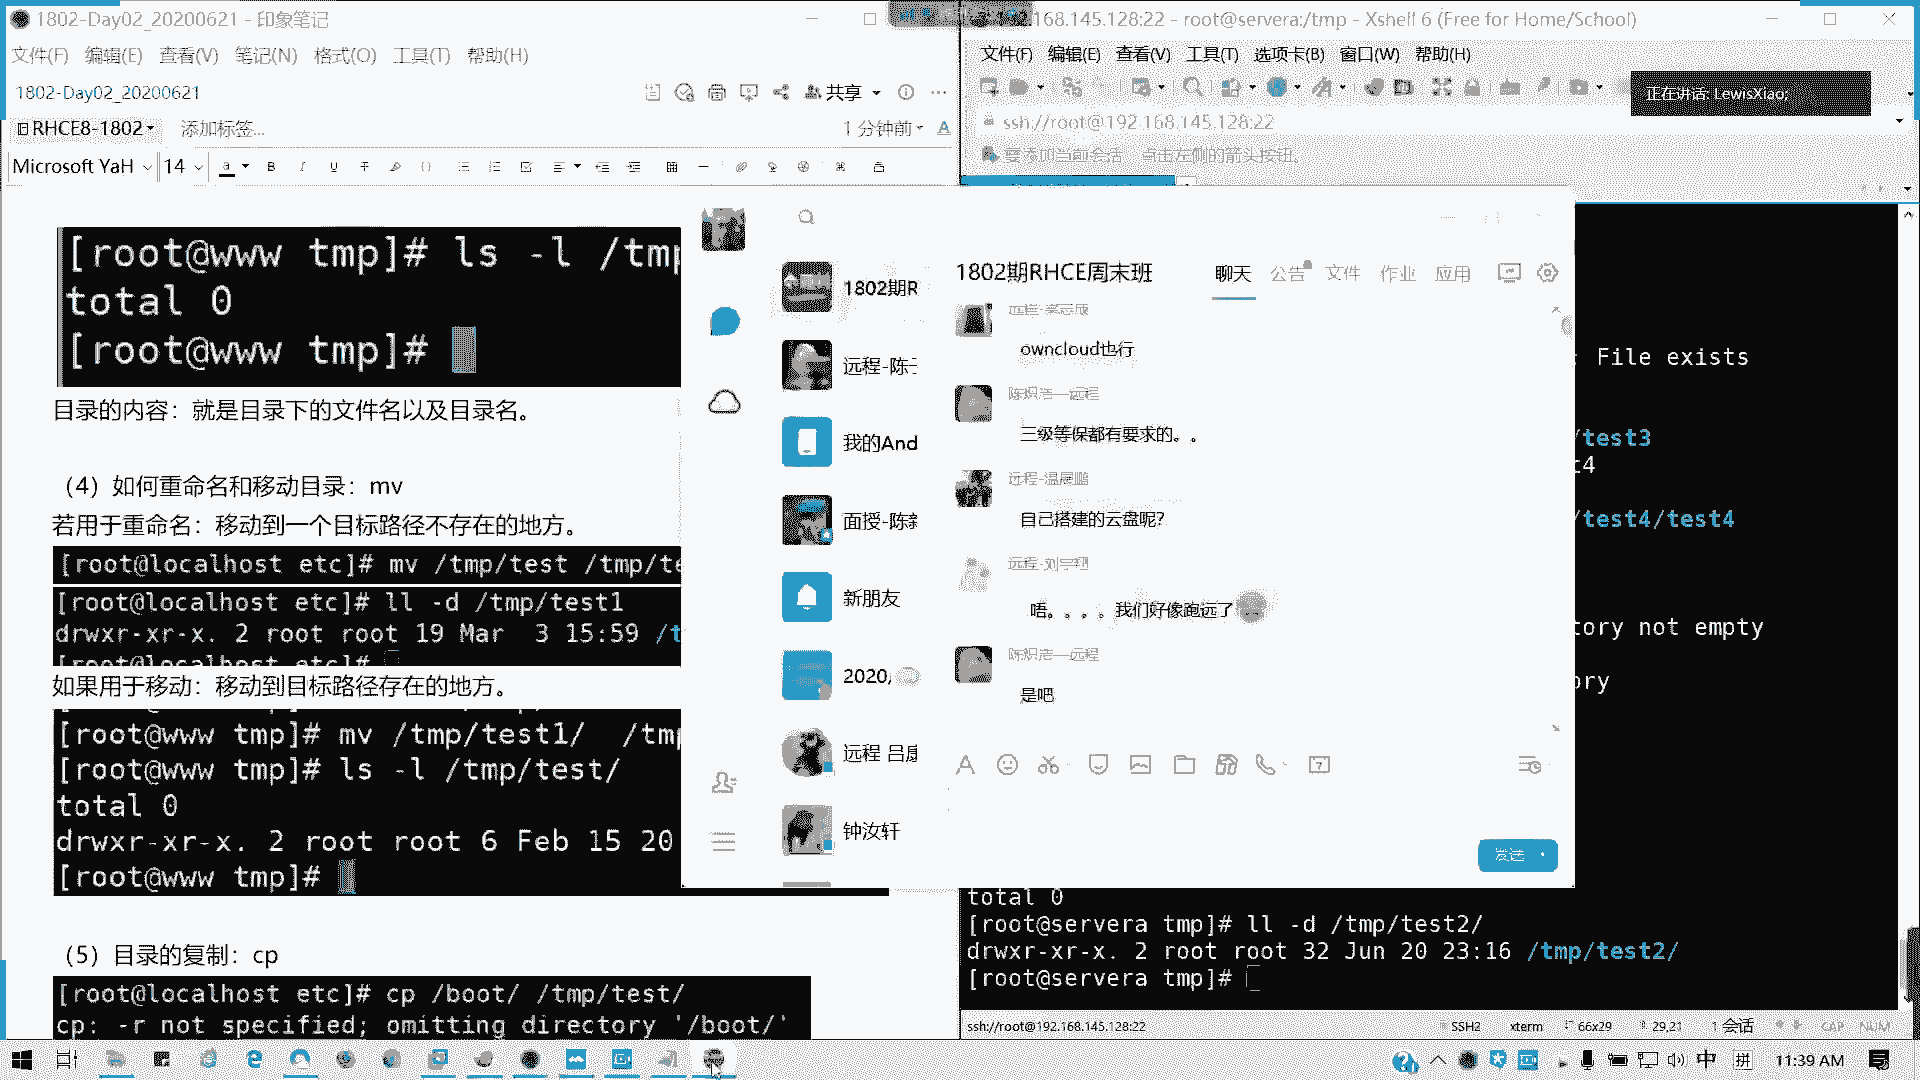 1802-Day02_20200621 - 印象笔记
文件(F) 编辑(E) 查看(V) 笔记(N) 格式(O) 工具(T) 帮助(H)
1802-Day02_20200621
共享
RHCE8-1802
添加标签...
1 分钟前
Microsoft YaH 14
[root@www tmp]# ls -l /tmp
total 0
[root@www tmp]#
目录的内容：就是目录下的文件名以及目录名。
（4）如何重命名和移动目录：mv
若用于重命名：移动到一个目标路径不存在的地方。
[root@localhost etc]# mv /tmp/test /tmp/te
[root@localhost etc]# ll -d /tmp/test1
drwxr-xr-x. 2 root root 19 Mar  3 15:59 /t
[root@localhost etc]#
如果用于移动：移动到目标路径存在的地方。
[root@www tmp]# mv /tmp/test1/  /tmp
[root@www tmp]# ls -l /tmp/test/
total 0
drwxr-xr-x. 2 root root 6 Feb 15 20
[root@www tmp]#
（5）目录的复制：cp
[root@localhost etc]# cp /boot/ /tmp/test/
cp: -r not specified; omitting directory '/boot/'
.168.145.128:22 - root@servera:/tmp - Xshell 6 (Free for Home/School)
文件(F) 编辑(E) 查看(V) 工具(T) 选项卡(B) 窗口(W) 帮助(H)
正在讲话: LewisXiao;
ssh://root@192.168.145.128:22
要添加当前会话，点击左侧的箭头按钮。
1802期R
远程-陈
我的And
面授-陈
新朋友
2020,
远程 吕
钟汝轩
1802期RHCE周末班
聊天 公告 文件 作业 应用
owncloud也行
三级等保都有要求的。。
自己搭建的云盘呢？
唔。。。。我们好像跑远了
是吧
发送
: File exists
/test3
t4
/test4/test4
tory not empty
ory
total 0
[root@servera tmp]# ll -d /tmp/test2/
drwxr-xr-x. 2 root root 32 Jun 20 23:16 /tmp/test2/
[root@servera tmp]#
ssh://root@192.168.145.128:22
SSH2 xterm 66x29 29,21 1 会话 CAP NUM
中 拼 11:39 AM